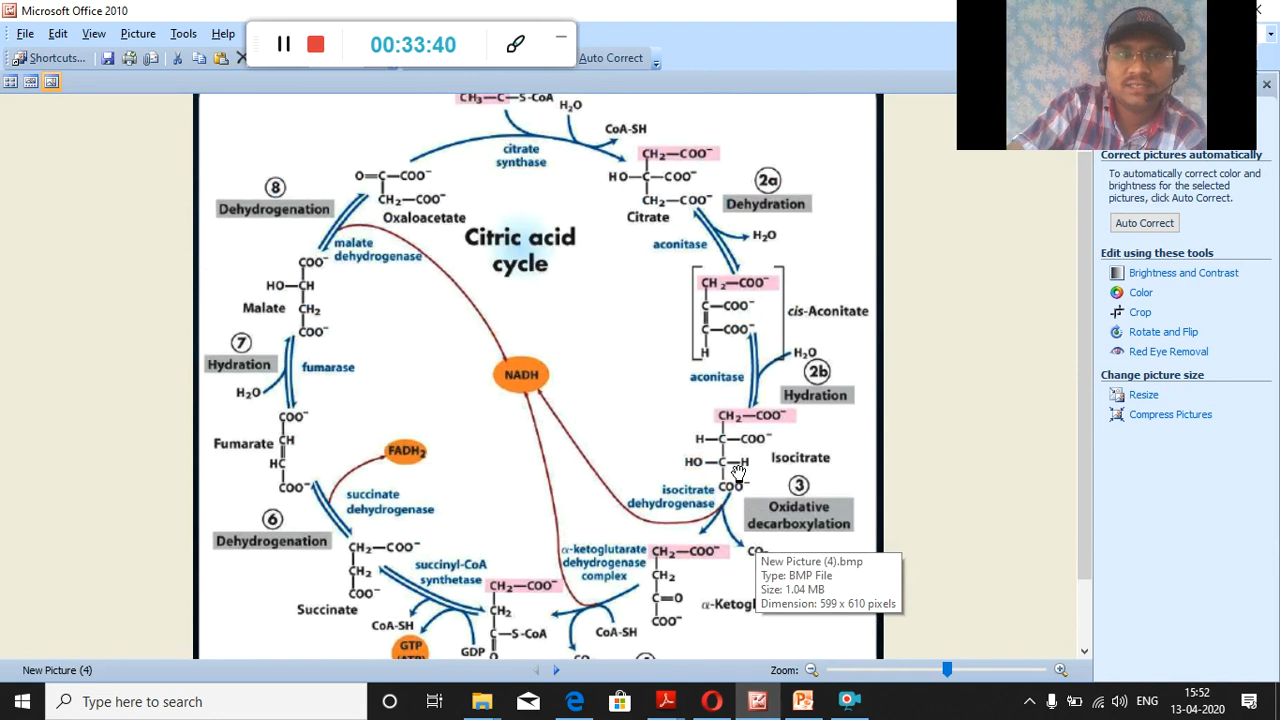 Microsoft Office 2010
File Edit View Picture Tools Help
00:33:40
Shortcuts...
Auto Correct
CH₃—C—S-CoA
H₂O
CoA-SH
citrate
synthase
CH₂—COO⁻
HO—C—COO⁻
CH₂—COO⁻
Citrate
2a
Dehydration
O=C—COO⁻
CH₂—COO⁻
Oxaloacetate
8
Dehydrogenation
malate
dehydrogenase
Citric acid
cycle
aconitase
H₂O
CH₂—COO⁻
C—COO⁻
C—COO⁻
H
cis-Aconitate
COO⁻
HO—CH
CH₂
COO⁻
Malate
7
Hydration
H₂O
fumarase
NADH
aconitase
H₂O
2b
Hydration
CH₂—COO⁻
H—C—COO⁻
HO—C—H
COO⁻
Isocitrate
COO⁻
CH
HC
COO⁻
Fumarate
FADH₂
isocitrate
dehydrogenase
3
Oxidative
decarboxylation
succinate
dehydrogenase
6
Dehydrogenation
CH₂—COO⁻
CH₂
COO⁻
Succinate
succinyl-CoA
synthetase
α-ketoglutarate
dehydrogenase
complex
CH₂—COO⁻
CH₂
C=O
COO⁻
CO₂
α-Ketogl
CH₂—COO⁻
CH₂
C—S-CoA
O
CoA-SH
CoA-SH
GTP
(ATP)
GDP
New Picture (4).bmp
Type: BMP File
Size: 1.04 MB
Dimension: 599 x 610 pixels
Correct pictures automatically
To automatically correct color and
brightness for the selected
pictures, click Auto Correct.
Auto Correct
Edit using these tools
Brightness and Contrast
Color
Crop
Rotate and Flip
Red Eye Removal
Change picture size
Resize
Compress Pictures
New Picture (4)
Zoom:
Type here to search
ENG
15:52
13-04-2020